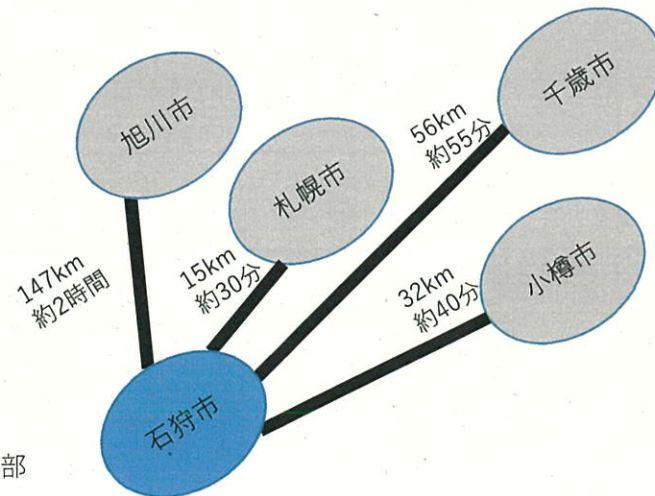 千歳市
旭川市
56km
約55分
札幌市
小樽市
15km
約30分
147km
約2時間
32km
約40分
石狩市
部